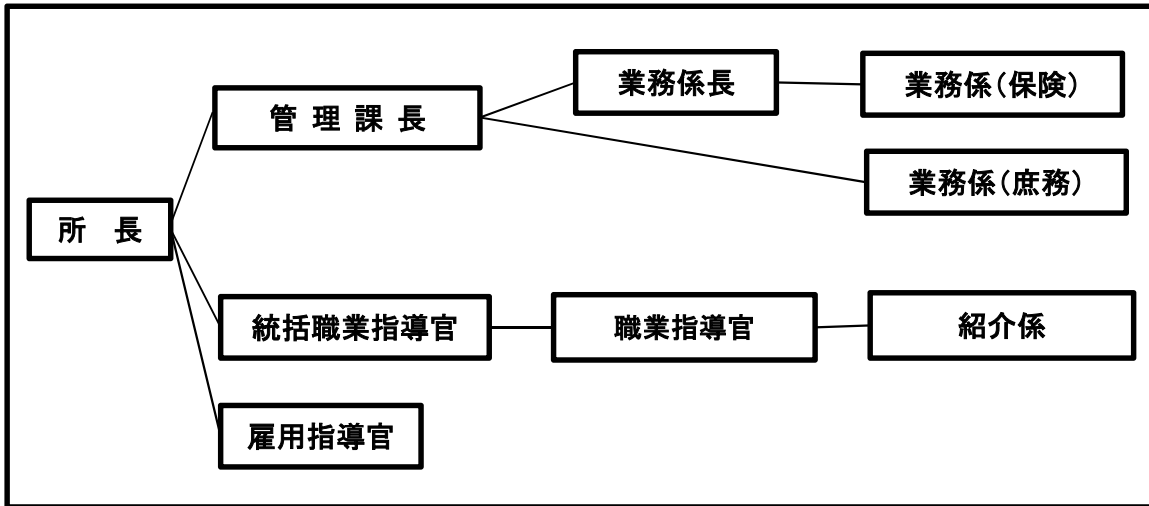 業務係長
業務係（保険）
管 理 課 長
業務係（庶務）
所　長
統括職業指導官
職業指導官
紹介係
雇用指導官